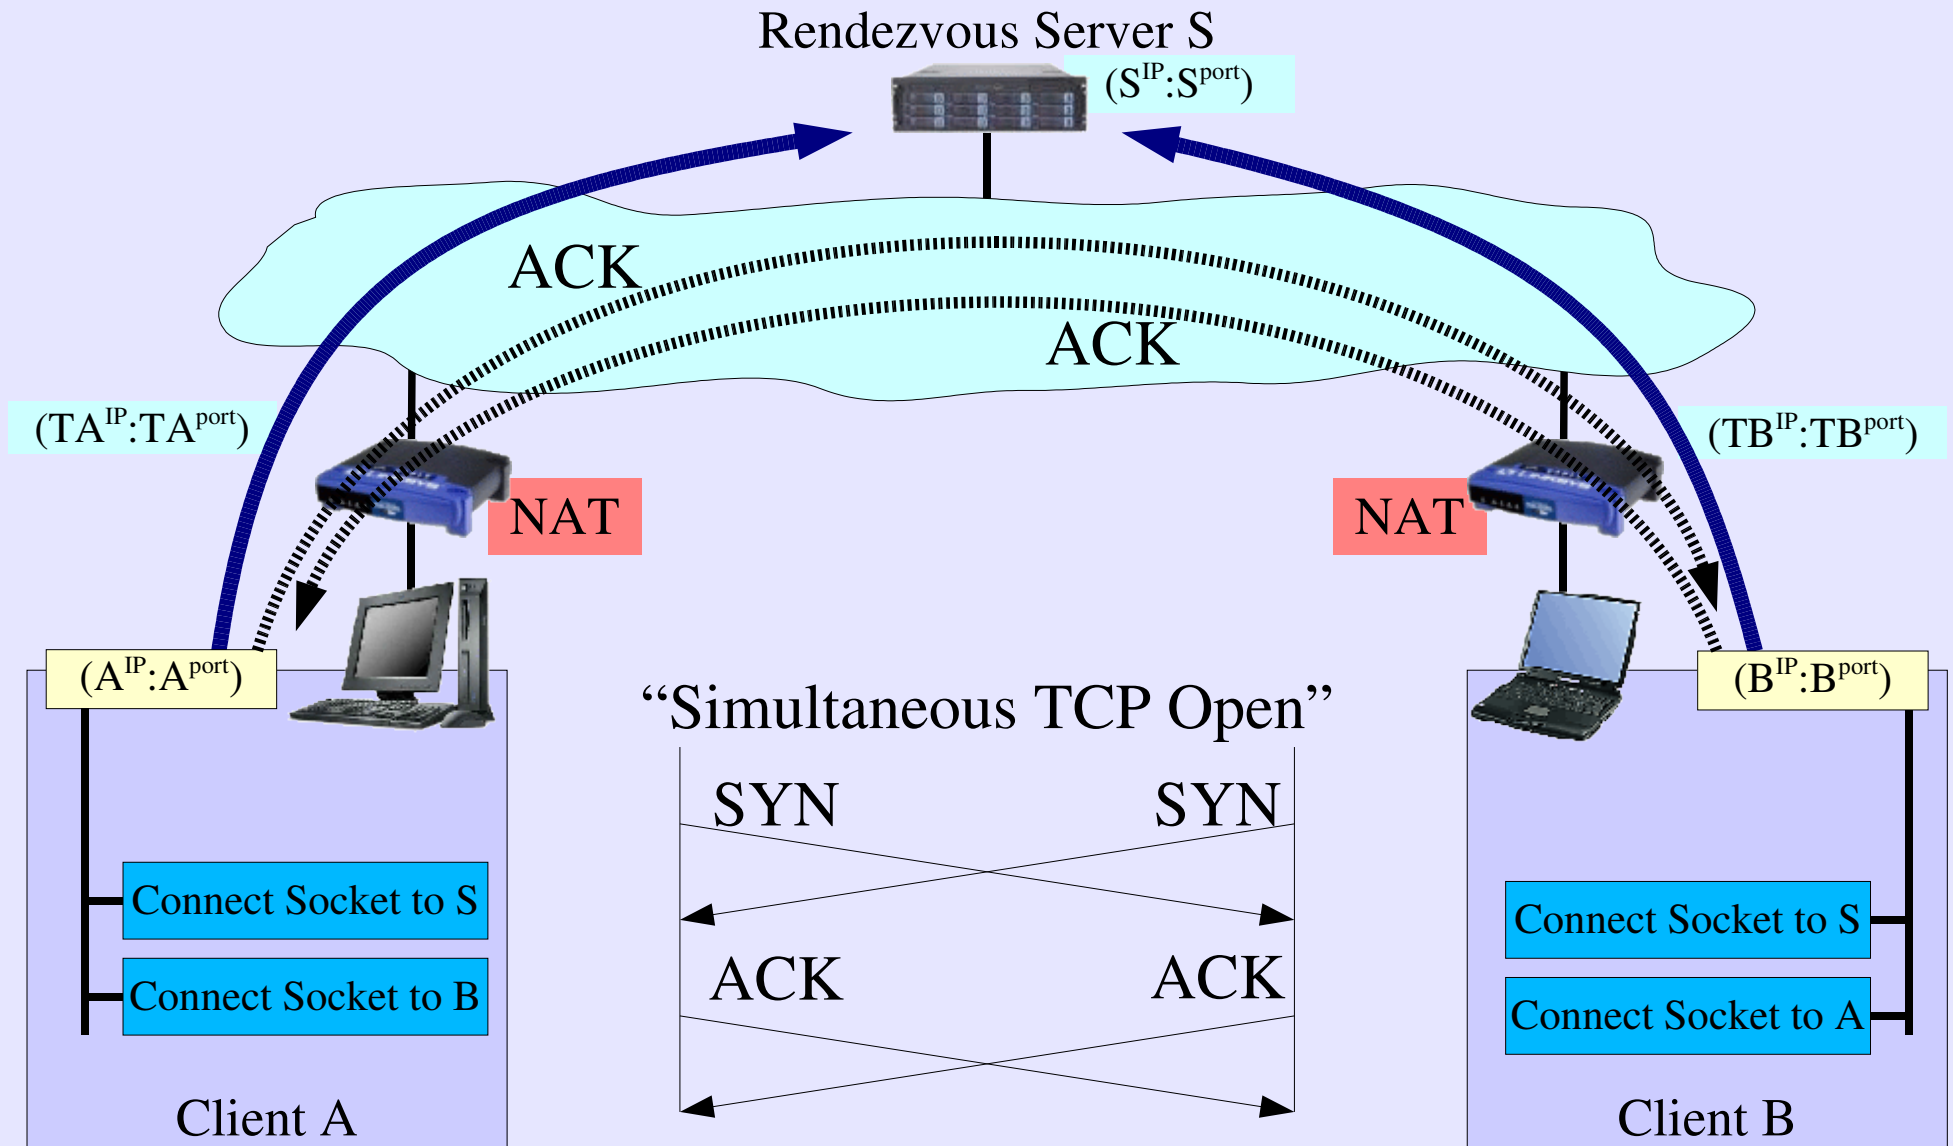 Rendezvous Server S
(S^IP:S^port)
ACK
ACK
(TA^IP:TA^port)
(TB^IP:TB^port)
NAT
NAT
(A^IP:A^port)
(B^IP:B^port)
“Simultaneous TCP Open”
SYN
SYN
ACK
ACK
Connect Socket to S
Connect Socket to B
Connect Socket to S
Connect Socket to A
Client A
Client B